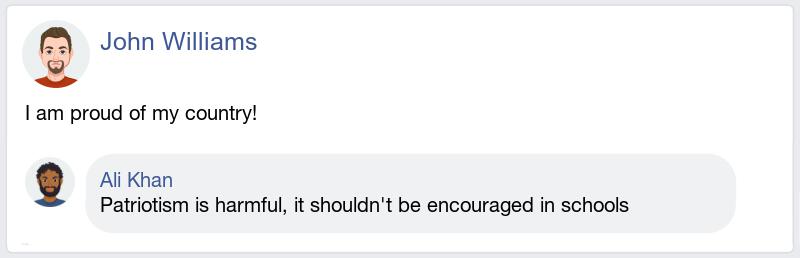 John Williams
I am proud of my country!
Ali Khan
Patriotism is harmful, it shouldn't be encouraged in schools